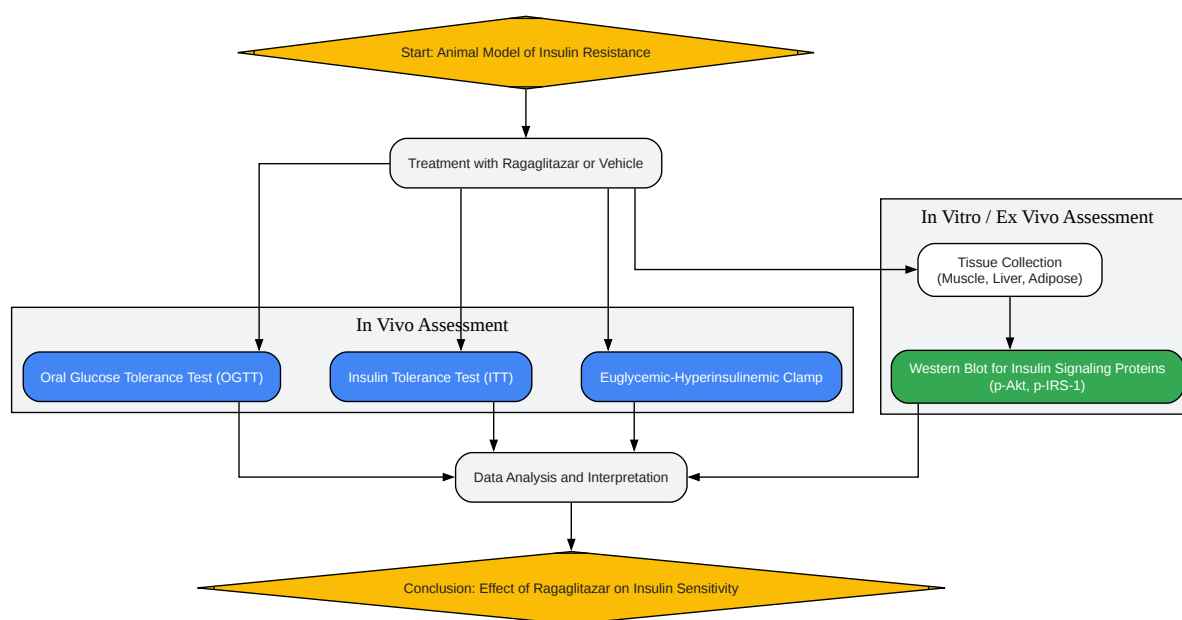 Start: Animal Model of Insulin Resistance
Treatment with Ragaglitazar or Vehicle
In Vitro / Ex Vivo Assessment
Tissue Collection
(Muscle, Liver, Adipose)
In Vivo Assessment
Oral Glucose Tolerance Test (OGTT)
Insulin Tolerance Test (ITT)
Euglycemic-Hyperinsulinemic Clamp
Western Blot for Insulin Signaling Proteins
(p-Akt, p-IRS-1)
Data Analysis and Interpretation
Conclusion: Effect of Ragaglitazar on Insulin Sensitivity